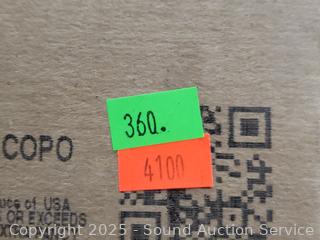 360.
COPO
4100
uce of USA
OR EXCEEDS
Copyright 2025 - Sound Auction Service